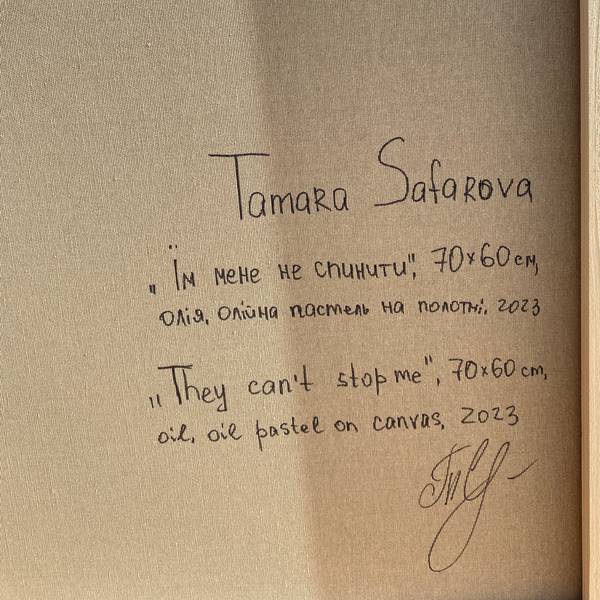 Tamara Safarova
„Їм мене не спинити", 70×60 см,
олія, олійна пастель на полотні, 2023
„They can't stop me", 70×60 cm,
oil, oil pastel on canvas, 2023